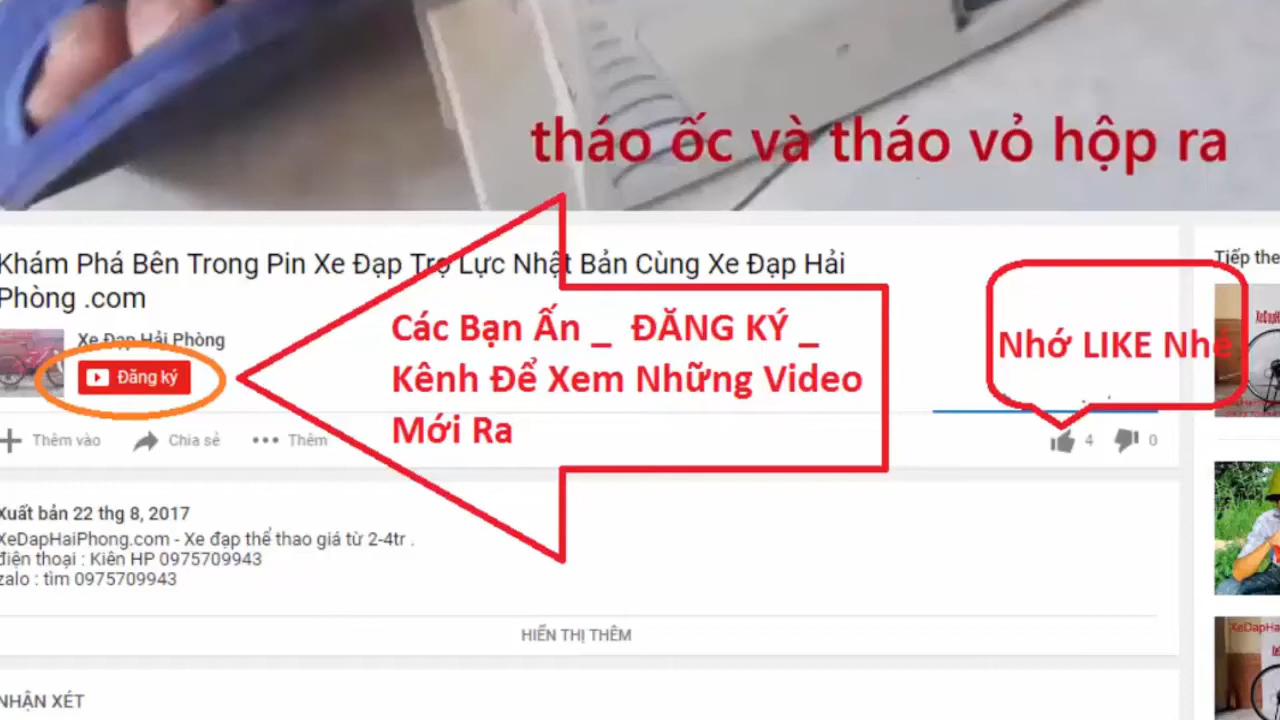 tháo ốc và tháo vỏ hộp ra
Khám Phá Bên Trong Pin Xe Đạp Trợ Lực Nhật Bản Cùng Xe Đạp Hải
Phòng .com
Tiếp the
Xe Đạp Hải Phòng
Đăng ký
Các Bạn Ấn _ ĐĂNG KÝ _
Kênh Để Xem Những Video
Mới Ra
Nhớ LIKE Nhé
Thêm vào
Chia sẻ
Thêm
4
0
Xuất bản 22 thg 8, 2017
XeDapHaiPhong.com - Xe đạp thể thao giá từ 2-4tr .
điện thoại : Kiên HP 0975709943
zalo : tìm 0975709943
HIỂN THỊ THÊM
XeDapHa
NHẬN XÉT